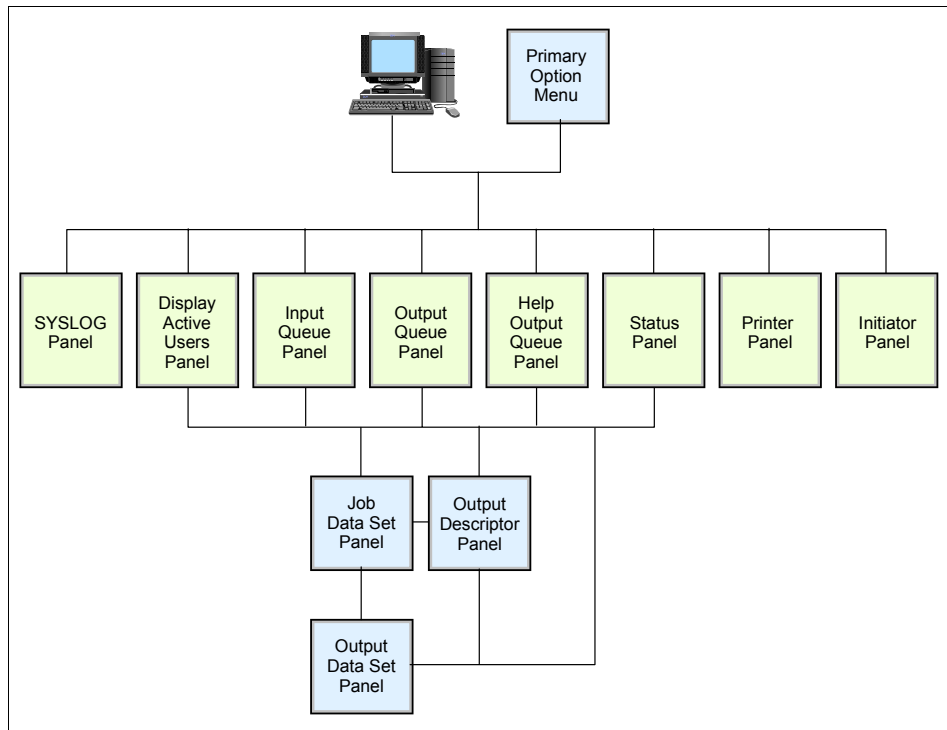 Primary
Option
Menu
SYSLOG
Panel
Display
Active
Users
Panel
Input
Queue
Panel
Output
Queue
Panel
Help
Output
Queue
Panel
Status
Panel
Printer
Panel
Initiator
Panel
Job
Data Set
Panel
Output
Descriptor
Panel
Output
Data Set
Panel